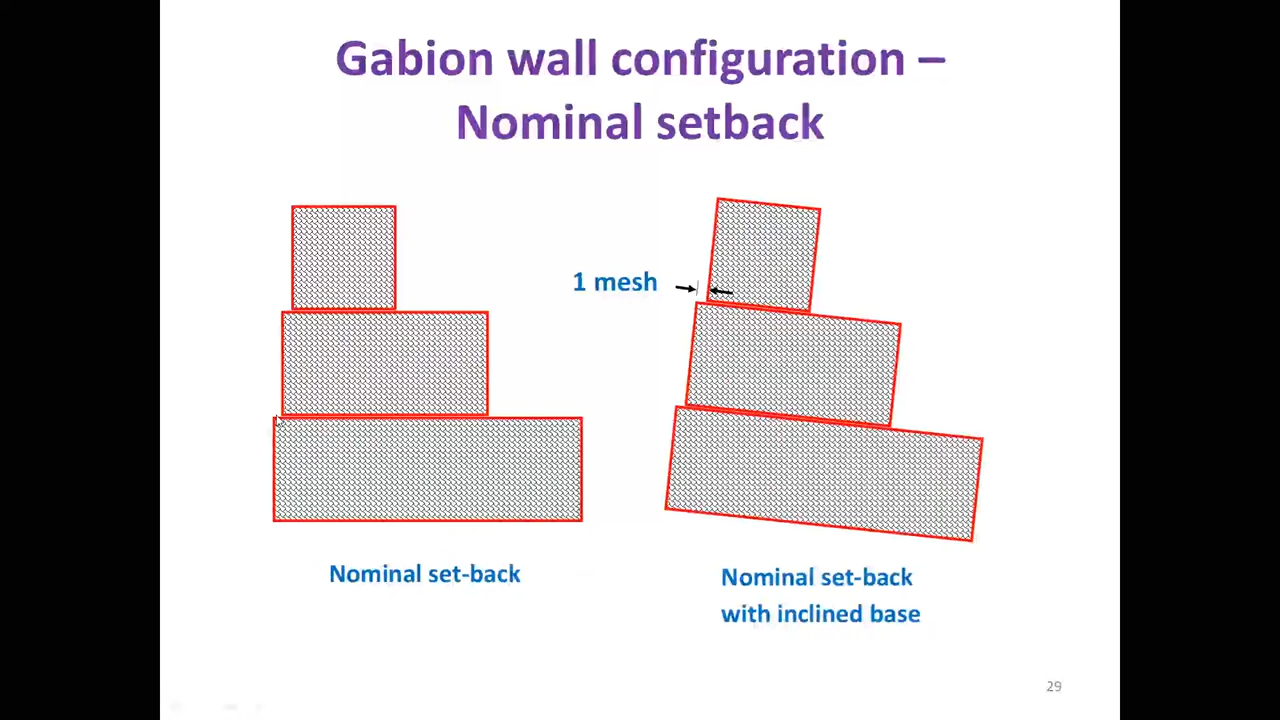 Gabion wall configuration –
Nominal setback
1 mesh
Nominal set-back
Nominal set-back
with inclined base
29